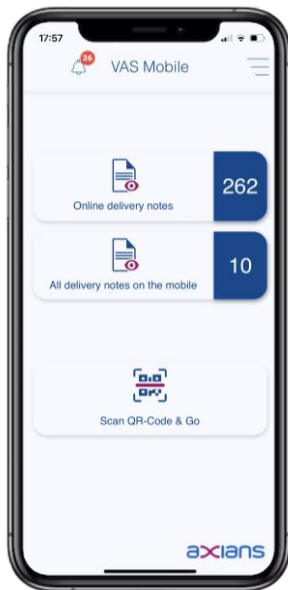 17:57
36
VAS Mobile
Online delivery notes
262
All delivery notes on the mobile
10
Scan QR-Code & Go
axians